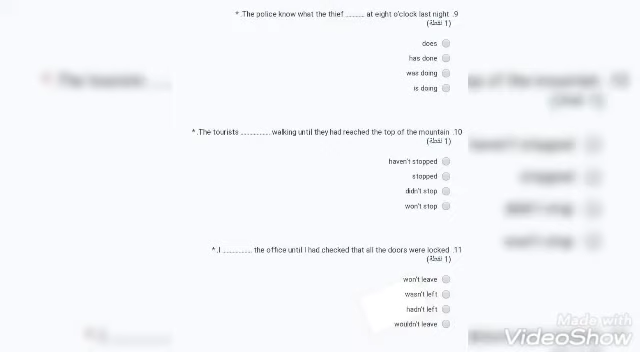 * .The police know what the thief ........... at eight o'clock last night .9
(1 نقطة)
does
has done
was doing
is doing
* .The tourists ................ walking until they had reached the top of the mountain .10
(1 نقطة)
haven't stopped
stopped
didn't stop
won't stop
* .I ................. the office until I had checked that all the doors were locked .11
(1 نقطة)
won't leave
wasn't left
hadn't left
wouldn't leave
Made with
VideoShow